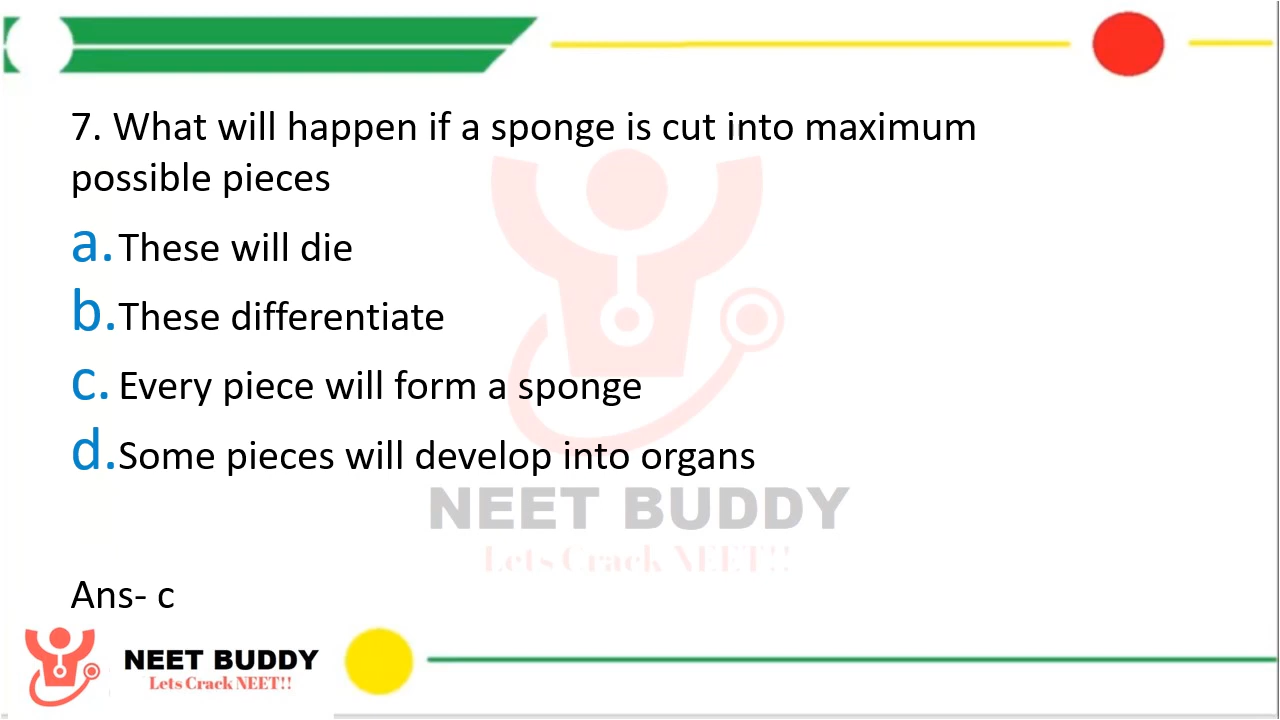 7. What will happen if a sponge is cut into maximum
possible pieces
a. These will die
b. These differentiate
c. Every piece will form a sponge
d. Some pieces will develop into organs
NEET BUDDY
Lets Crack NEET!!
Ans- c
NEET BUDDY
Lets Crack NEET!!